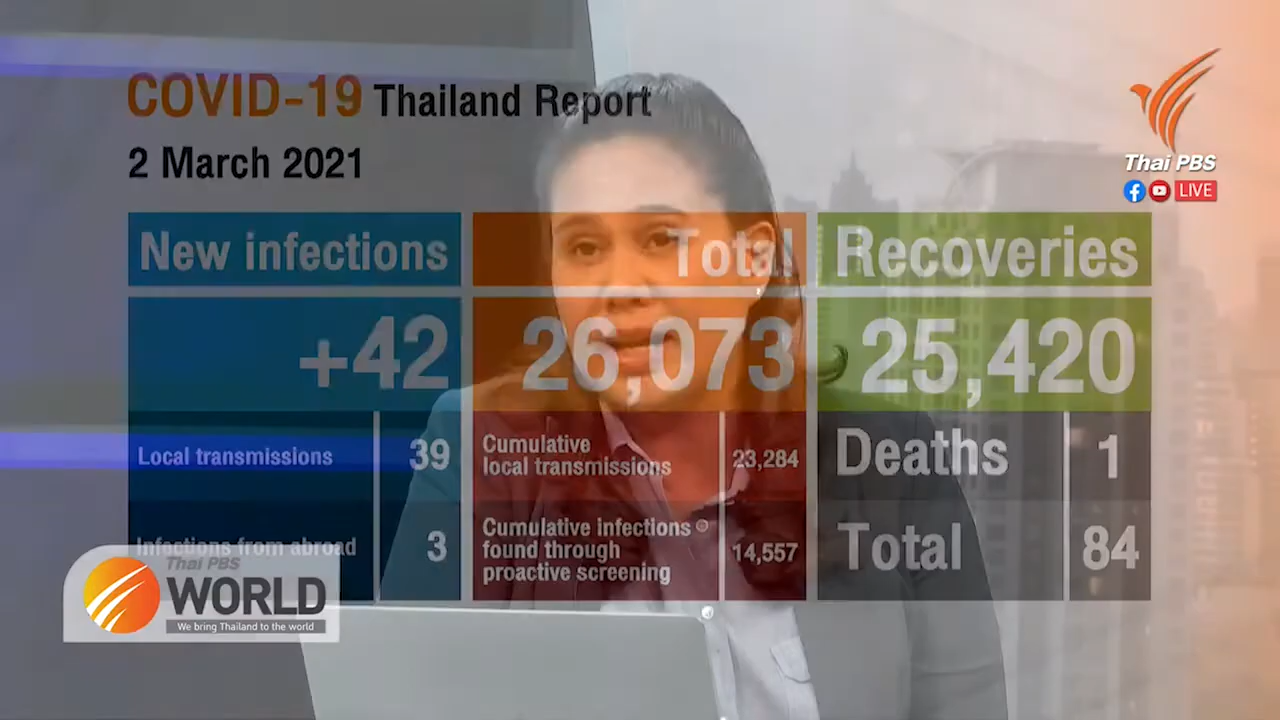 COVID-19 Thailand Report
2 March 2021
Thai PBS
LIVE
New infections
+42
Local transmissions 39
Infections from abroad 3
Total
26,073
Cumulative
local transmissions
23,284
Cumulative infections
found through
proactive screening
14,557
Recoveries
25,420
Deaths 1
Total 84
Thai PBS
WORLD
We bring Thailand to the world